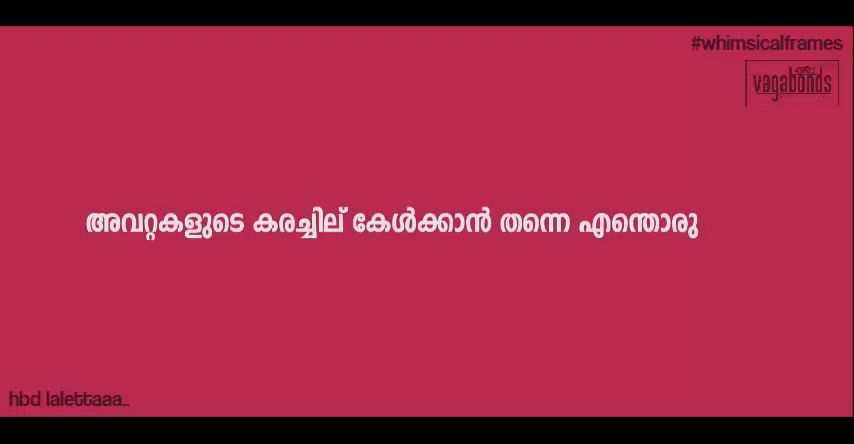 #whimsicalframes
vagabonds
അവറ്റകളുടെ കരച്ചില് കേൾക്കാൻ തന്നെ എന്തൊരു
hbd lalettaaa..